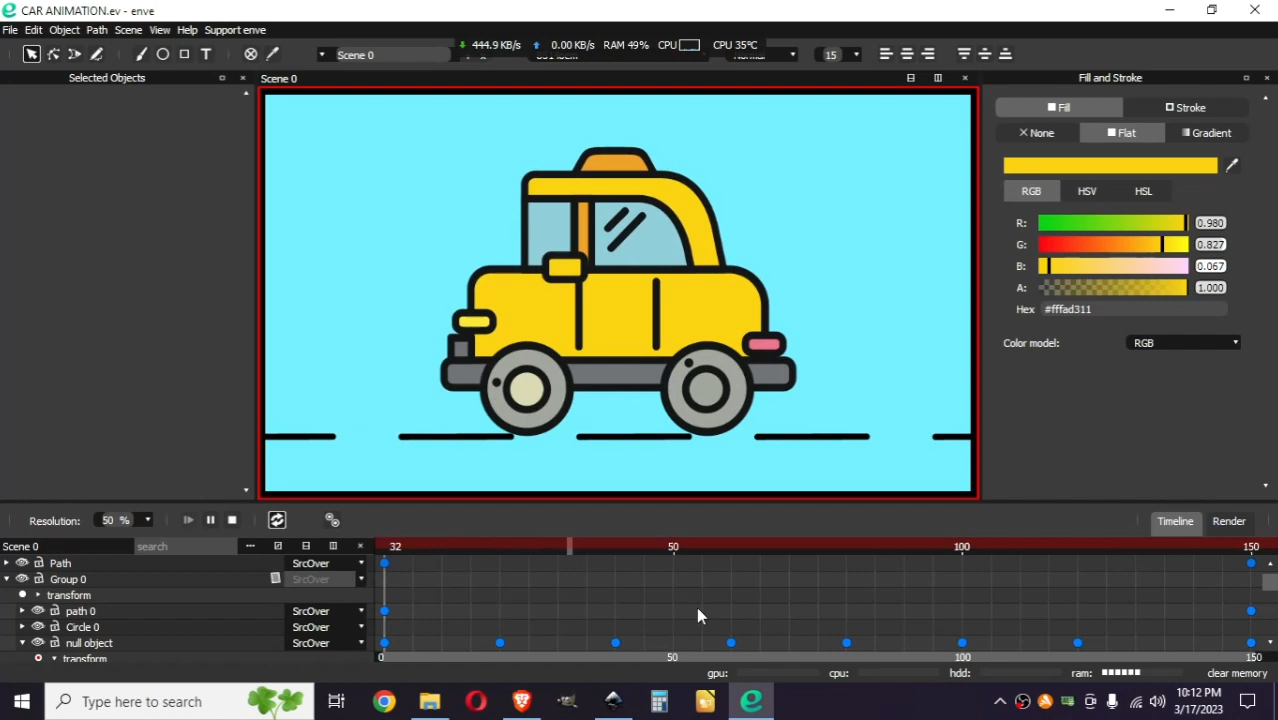 CAR ANIMATION.ev - enve
File Edit Object Path Scene View Help Support enve
444.9 KB/s 0.00 KB/s RAM 49% CPU CPU 35°C
Scene 0 15
Selected Objects
Scene 0
Fill and Stroke
Fill Stroke
None Flat Gradient
RGB HSV HSL
R: 0.980
G: 0.827
B: 0.067
A: 1.000
Hex #fffad311
Color model: RGB
Resolution: 50 %
Timeline Render
Scene 0 search ... 32 50 100 150
Path SrcOver
Group 0 SrcOver
transform
path 0 SrcOver
Circle 0 SrcOver
null object SrcOver
transform 0 50 100 150
gpu: cpu: hdd: ram: clear memory
Type here to search
10:12 PM
3/17/2023